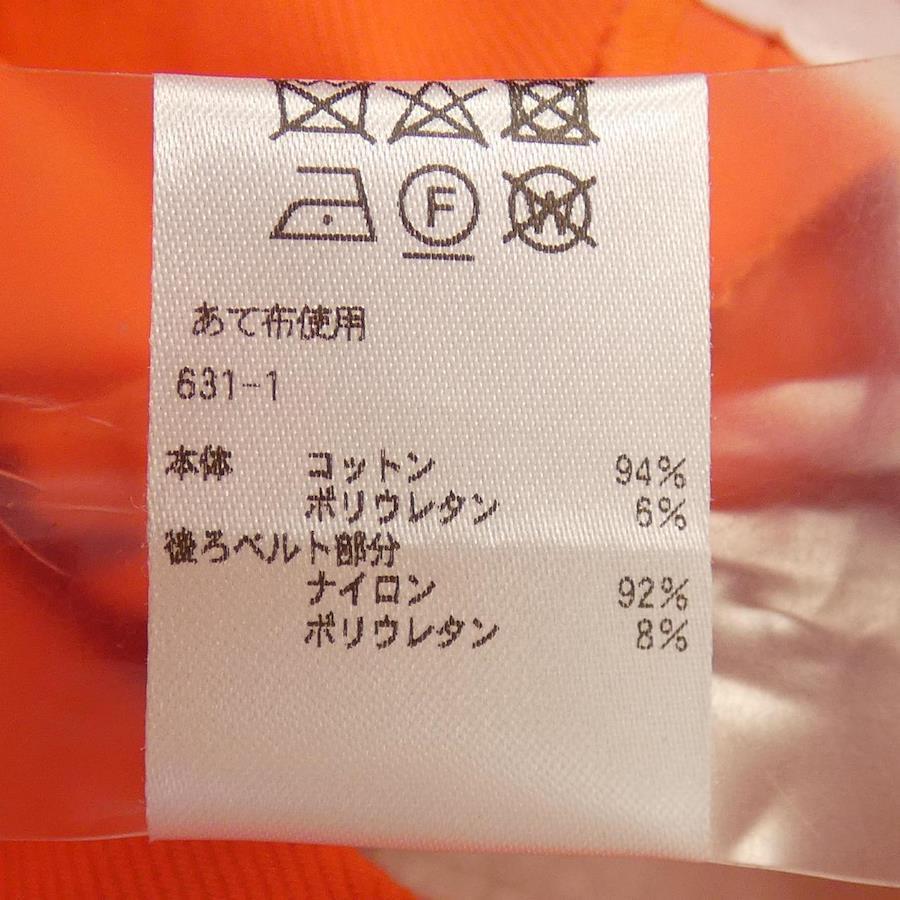 F W
あて布使用
631-1
本体 コットン 94%
ポリウレタン 6%
後ろベルト部分
ナイロン 92%
ポリウレタン 8%